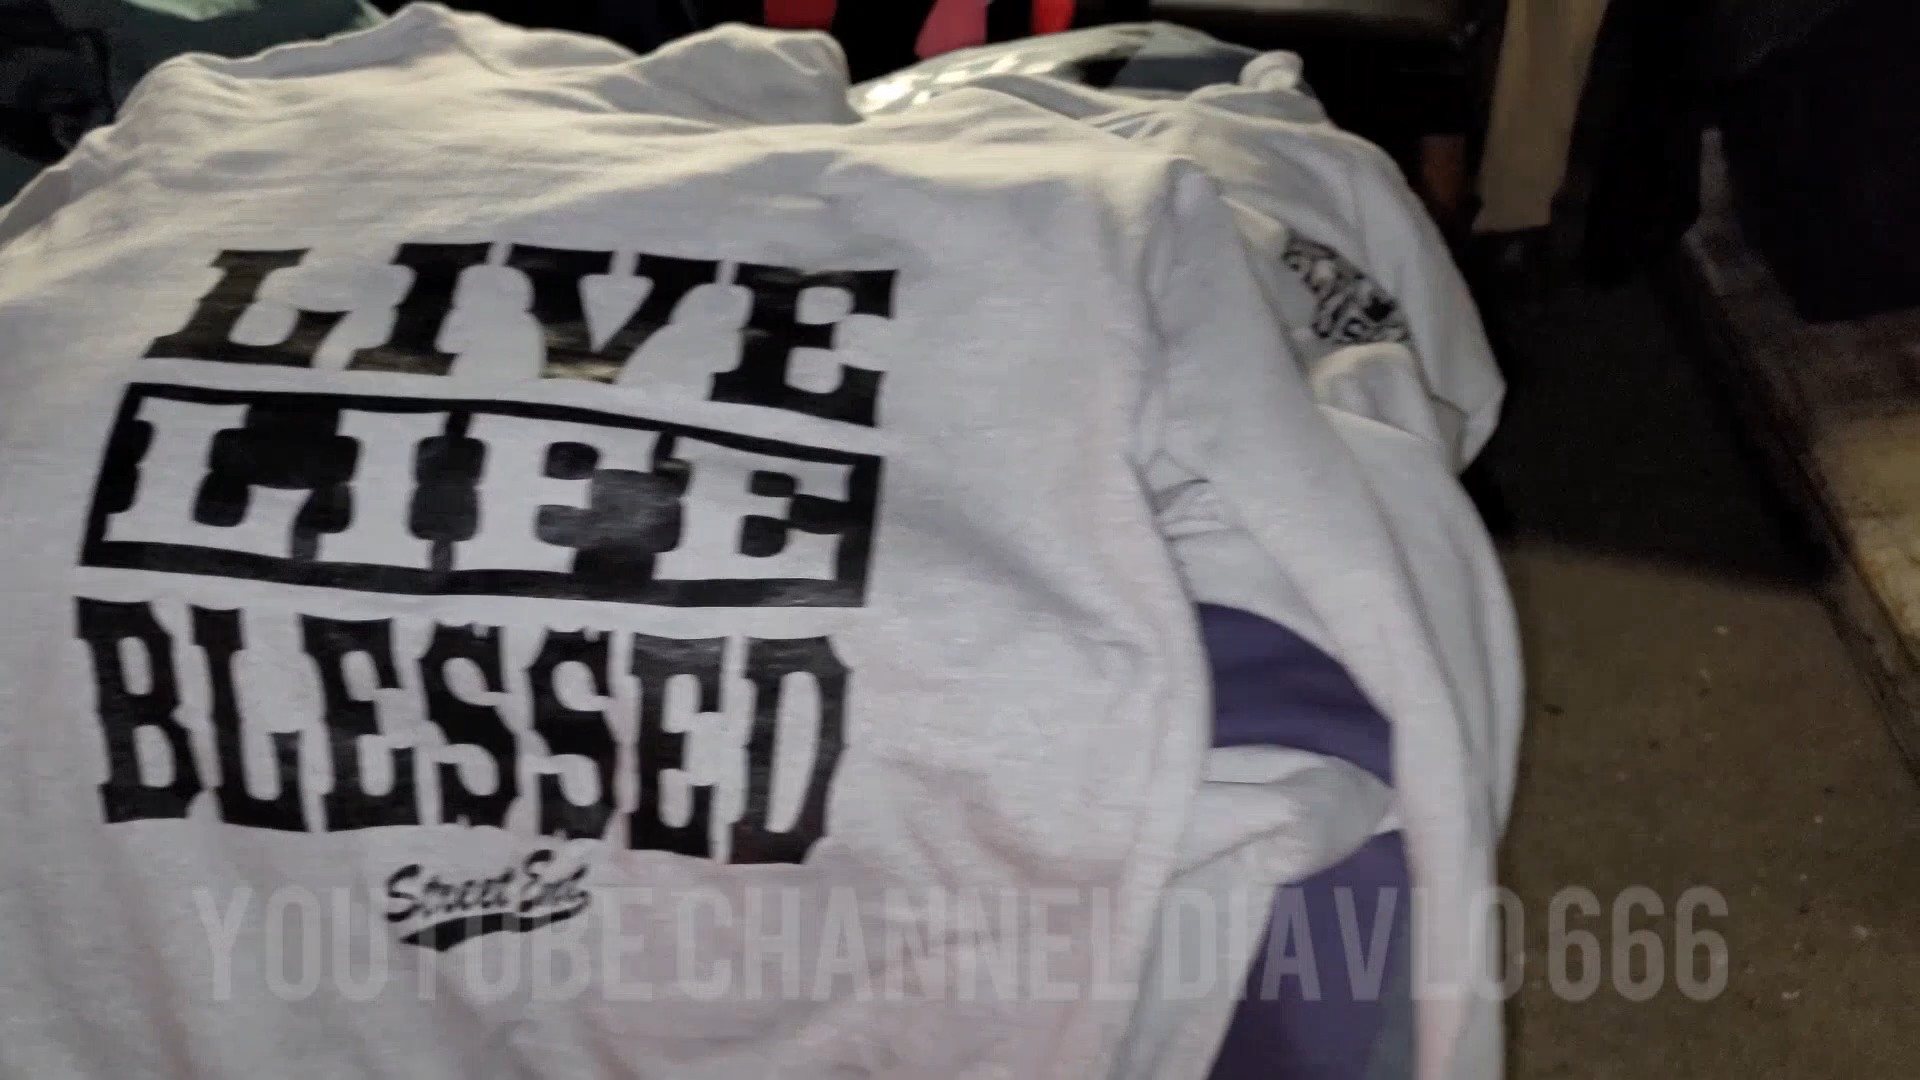 LIVE
LIFE
BLESSED
Street Ent
YOUTUBE CHANNEL DIAVLO 666